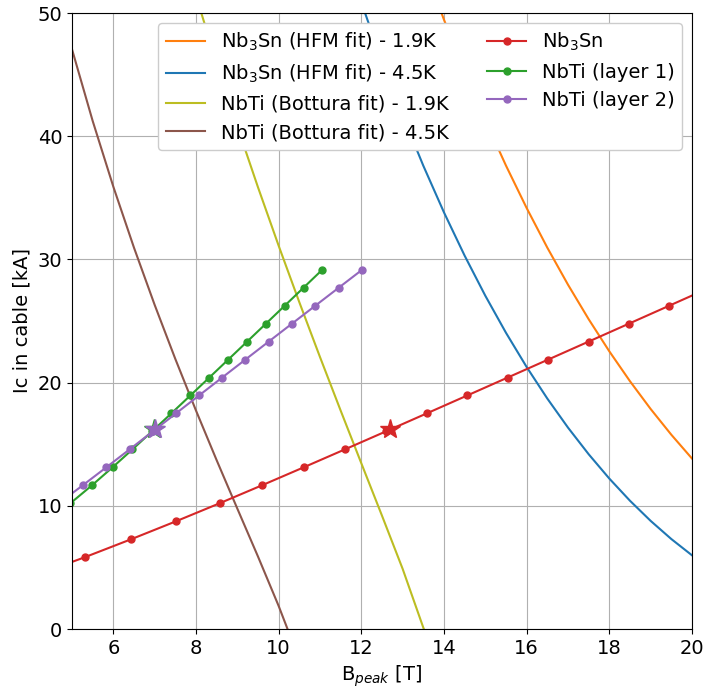 50
40
30
20
10
0
Ic in cable [kA]
Nb₃Sn (HFM fit) - 1.9K
Nb₃Sn (HFM fit) - 4.5K
NbTi (Bottura fit) - 1.9K
NbTi (Bottura fit) - 4.5K
Nb₃Sn
NbTi (layer 1)
NbTi (layer 2)
6 8 10 12 14 16 18 20
B_peak [T]